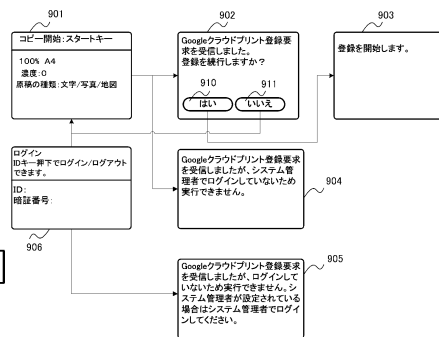 901
コピー開始:スタートキー
100% A4
濃度:0
原稿の種類:文字/写真/地図
902
Googleクラウドプリント登録要
求を受信しました。
登録を続行しますか?
910
はい
911
いいえ
903
登録を開始します。
ログイン
IDキー押下でログイン/ログアウト
できます。
ID:
暗証番号:
906
Googleクラウドプリント登録要求
を受信しましたが、システム管
理者でログインしていないため
実行できません。
904
Googleクラウドプリント登録要求
を受信しましたが、ログインして
いないため実行できません。シ
ステム管理者が設定されている
場合はシステム管理者でログイ
ンしてください。
905